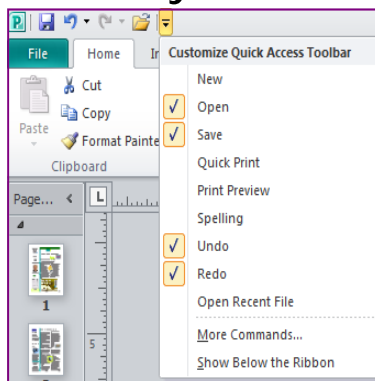 File
Home
Customize Quick Access Toolbar
Cut
Copy
Paste
Format Painte
Clipboard
New
Open
Save
Quick Print
Print Preview
Spelling
Undo
Redo
Open Recent File
More Commands...
Show Below the Ribbon
Page...
L
1
5